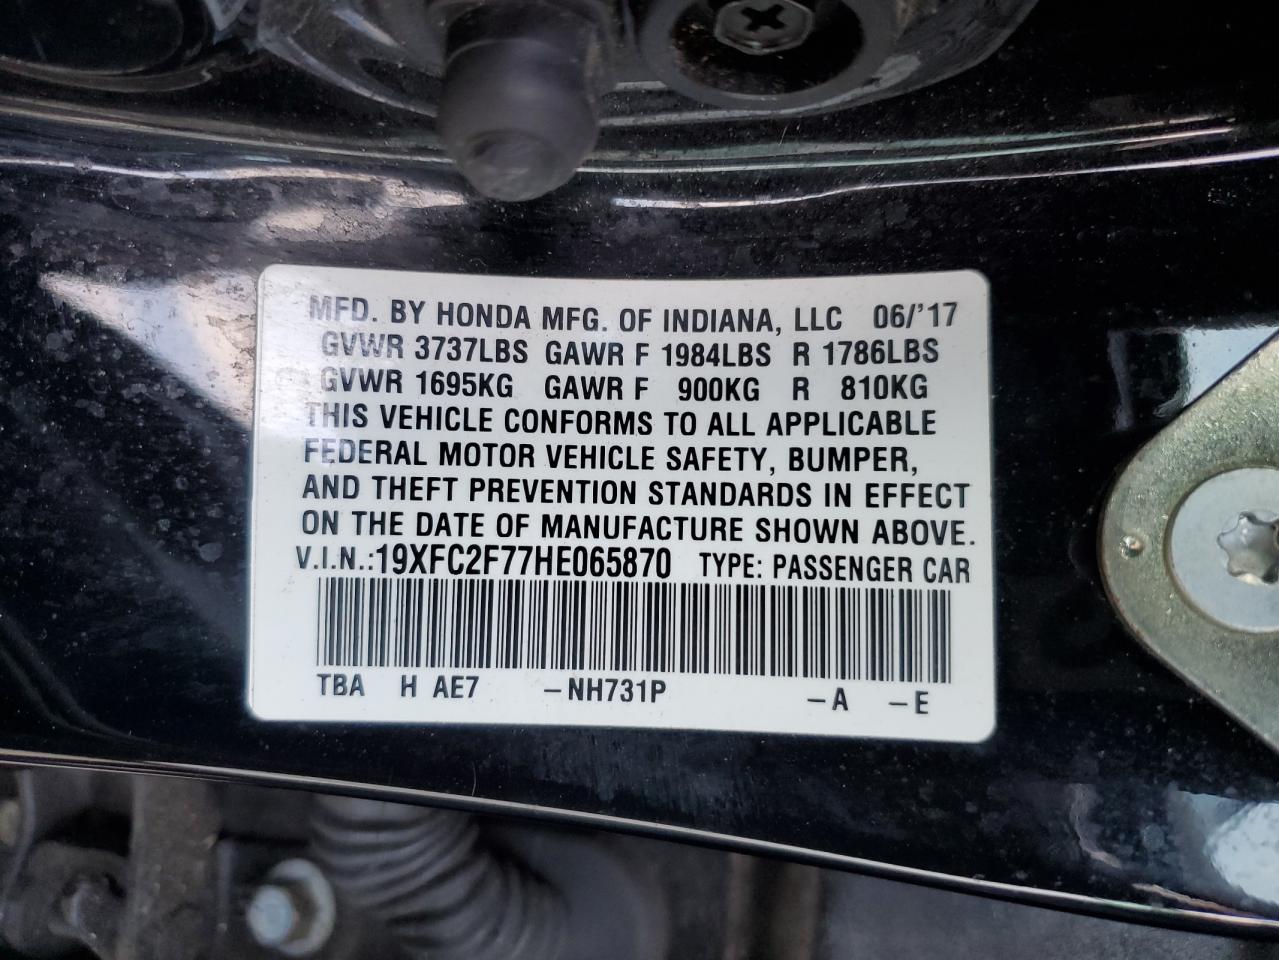 MFD. BY HONDA MFG. OF INDIANA, LLC 06/'17
GVWR 3737LBS GAWR F 1984LBS R 1786LBS
GVWR 1695KG GAWR F 900KG R 810KG
THIS VEHICLE CONFORMS TO ALL APPLICABLE
FEDERAL MOTOR VEHICLE SAFETY, BUMPER,
AND THEFT PREVENTION STANDARDS IN EFFECT
ON THE DATE OF MANUFACTURE SHOWN ABOVE.
V.I.N.:19XFC2F77HE065870 TYPE: PASSENGER CAR
TBA H AE7 –NH731P –A –E